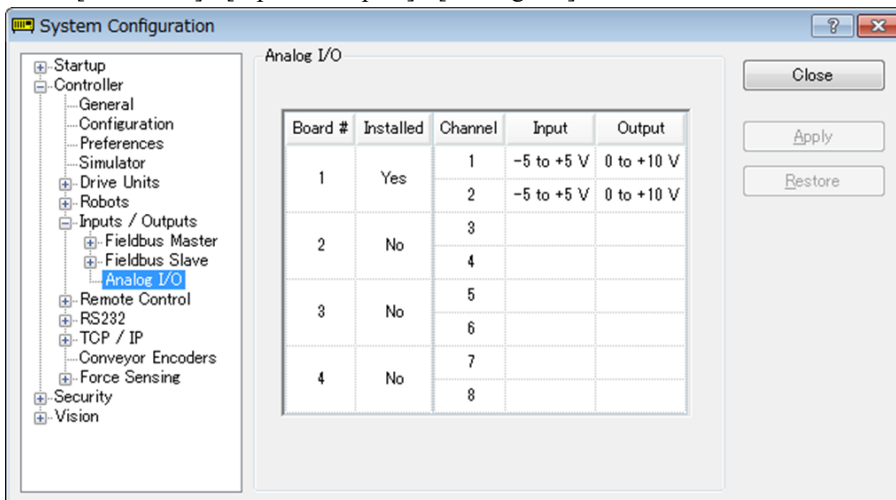 System Configuration
Startup
Controller
General
Configuration
Preferences
Simulator
Drive Units
Robots
Inputs / Outputs
Fieldbus Master
Fieldbus Slave
Analog I/O
Remote Control
RS232
TCP / IP
Conveyor Encoders
Force Sensing
Security
Vision
Analog I/O
Board # Installed Channel Input Output
1 Yes 1 -5 to +5 V 0 to +10 V
2 -5 to +5 V 0 to +10 V
2 No 3
4
3 No 5
6
4 No 7
8
Close
Apply
Restore